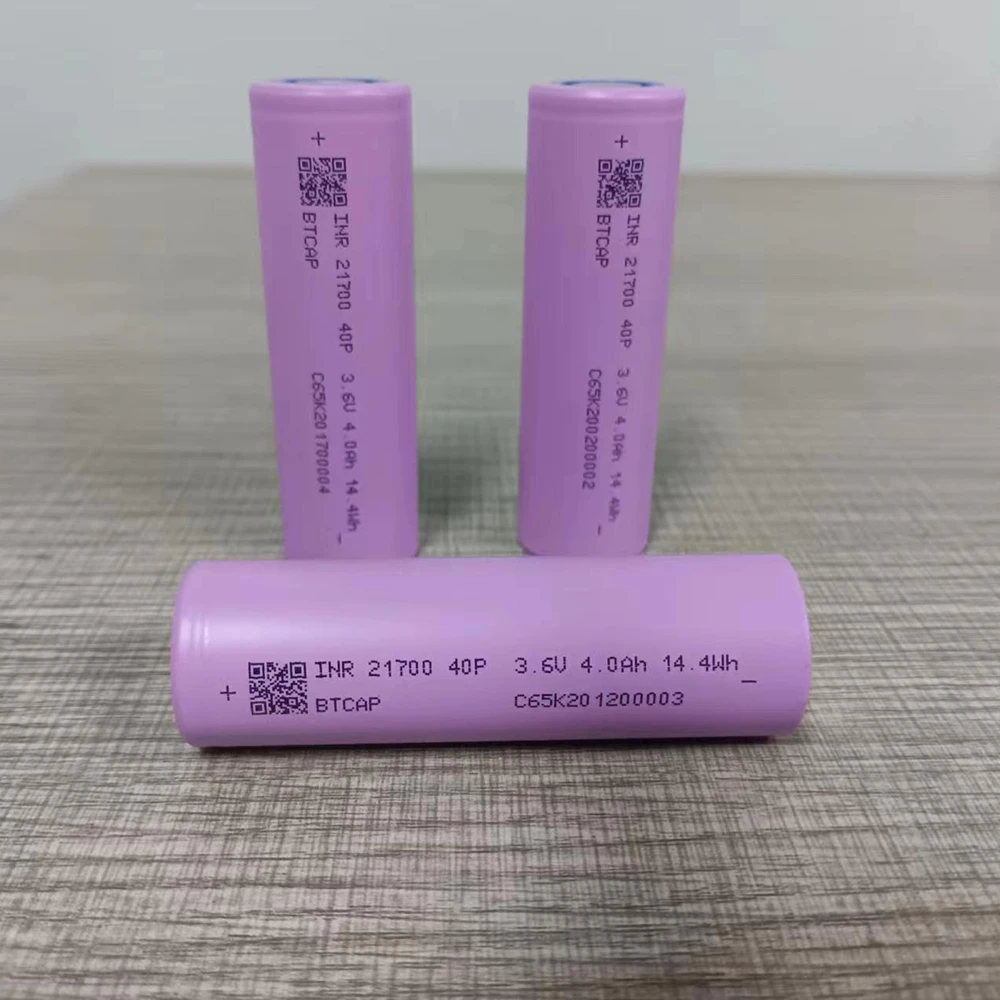 +
INR 21700 40P 3.6V 4.0Ah 14.4Wh
BTCAP C65K201700004
-
+
INR 21700 40P 3.6V 4.0Ah 14.4Wh
BTCAP C65K200200002
-
+
INR 21700 40P 3.6V 4.0Ah 14.4Wh
BTCAP C65K201200003
-